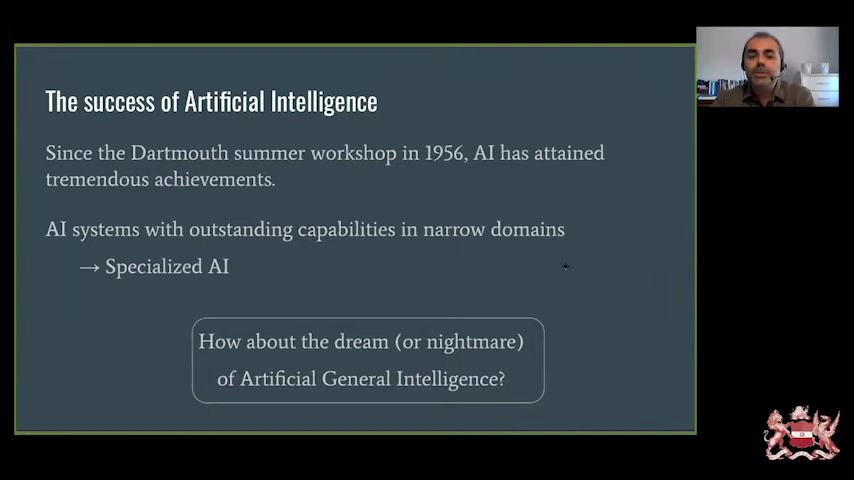 The success of Artificial Intelligence
Since the Dartmouth summer workshop in 1956, AI has attained
tremendous achievements.
AI systems with outstanding capabilities in narrow domains
→ Specialized AI
How about the dream (or nightmare)
of Artificial General Intelligence?